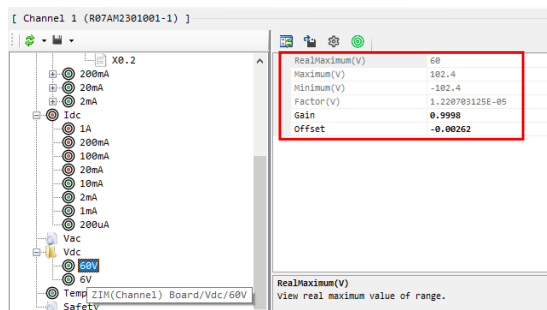 [ Channel 1 (R07AM2301001-1) ]
X0.2
200mA
20mA
2mA
Idc
1A
200mA
100mA
20mA
10mA
2mA
1mA
200uA
Vac
Vdc
60V
6V
Temp
ZIM(Channel) Board/Vdc/60V
Safety
RealMaximum(V) 60
Maximum(V) 102.4
Minimum(V) -102.4
Factor(V) 1.220703125E-05
Gain 0.9998
Offset -0.00262
RealMaximum(V)
View real maximum value of range.